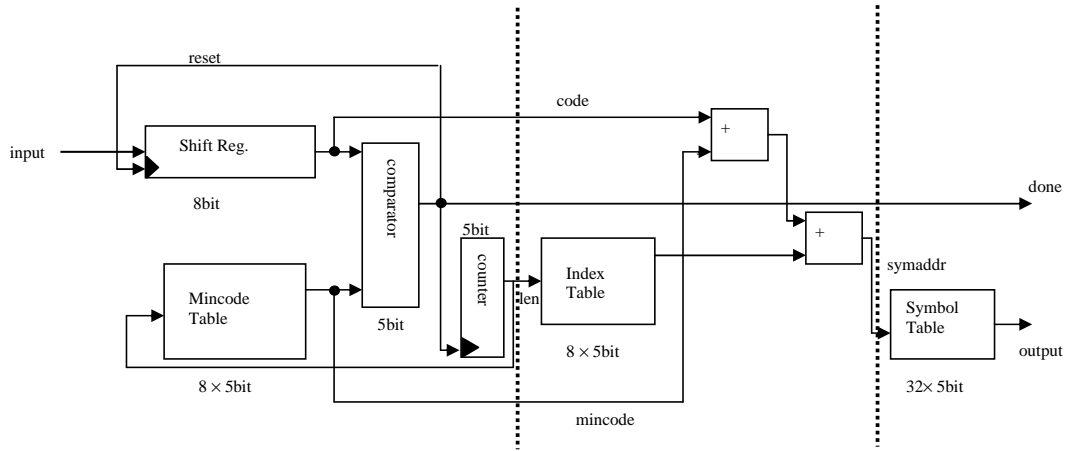 reset
code
input
Shift Reg.
+
comparator
8bit
done
5bit
+
counter
Index
Table
symaddr
Mincode
Table
len
Symbol
Table
5bit
8 × 5bit
output
8 × 5bit
32× 5bit
mincode